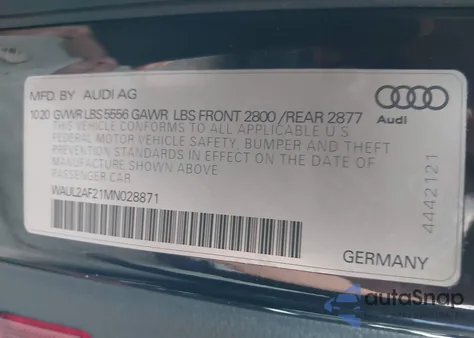 MFD. BY AUDI AG
10 20 GVWR LBS 5556 GAWR LBS FRONT 2800 / REAR 2877
THIS VEHICLE CONFORMS TO ALL APPLICABLE U S
FEDERAL MOTOR VEHICLE SAFETY, BUMPER AND THEFT
PREVENTION STANDARDS IN EFFECT ON THE DATE OF
MANUFACTURE SHOWN ABOVE.
PASSENGER CAR
WAUL2AF21MN028871
Audi
4442121
GERMANY
autoSnap